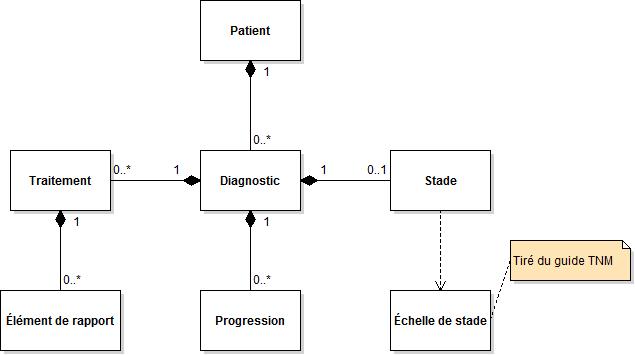 Patient
1
0..*
Traitement
0..*
1
Diagnostic
1
0..1
Stade
1
1
Tiré du guide TNM
0..*
0..*
Élément de rapport
Progression
Échelle de stade